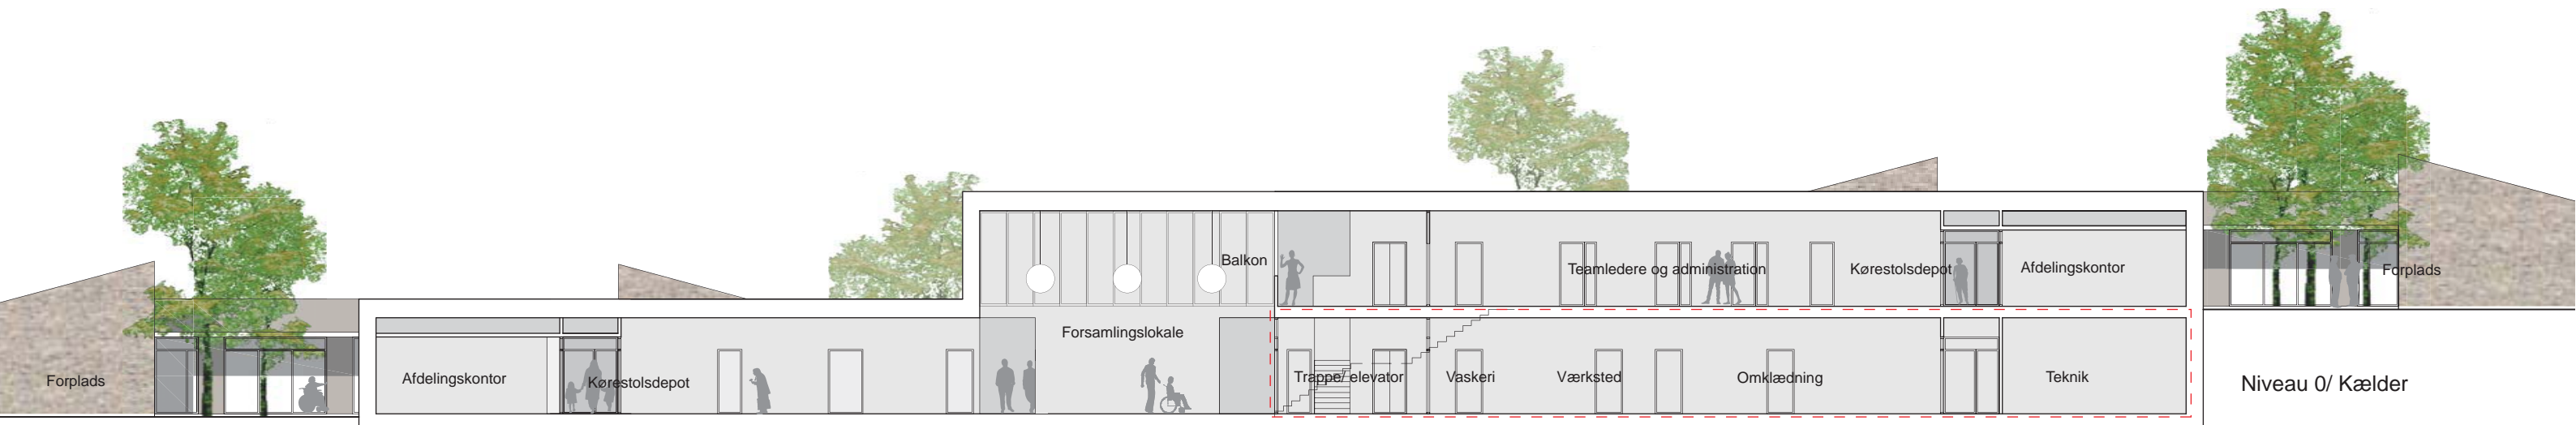 Balkon
Teamledere og administration
Kørestolsdepot
Afdelingskontor
Forplads
Forsamlingslokale
Forplads
Afdelingskontor
Kørestolsdepot
Trappe/ elevator
Vaskeri
Værksted
Omklædning
Teknik
Niveau 0/ Kælder